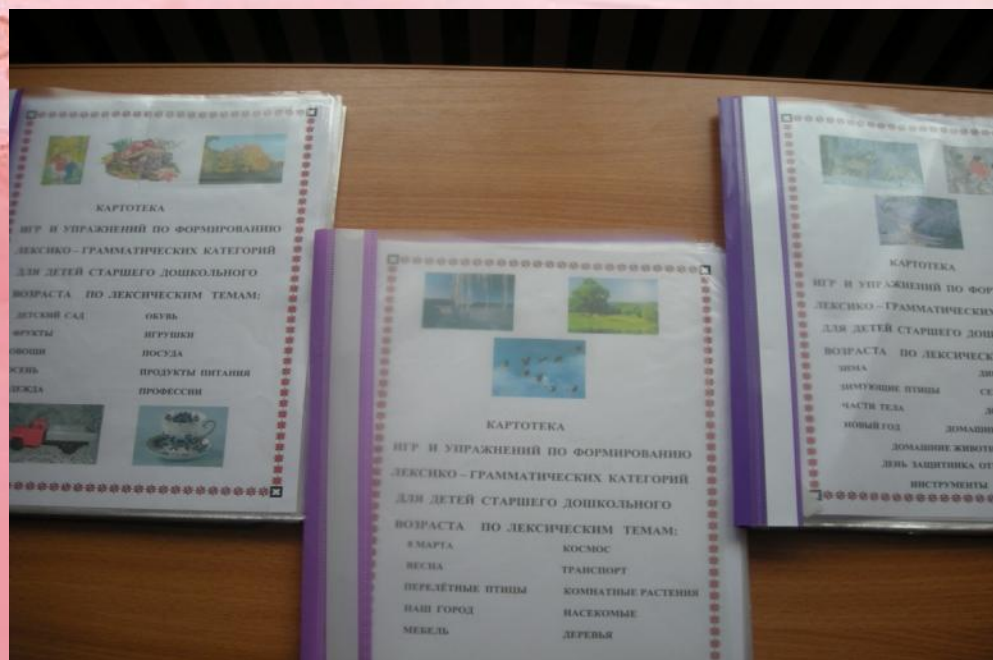 КАРТОТЕКА
ИГР И УПРАЖНЕНИЙ ПО ФОРМИРОВАНИЮ
ЛЕКСИКО – ГРАММАТИЧЕСКИХ КАТЕГОРИЙ
ДЛЯ ДЕТЕЙ СТАРШЕГО ДОШКОЛЬНОГО
ВОЗРАСТА ПО ЛЕКСИЧЕСКИМ ТЕМАМ:
ДЕТСКИЙ САД ОБУВЬ
ФРУКТЫ ИГРУШКИ
ОВОЩИ ПОСУДА
ОСЕНЬ ПРОДУКТЫ ПИТАНИЯ
ОДЕЖДА ПРОФЕССИИ
КАРТОТЕКА
ИГР И УПРАЖНЕНИЙ ПО ФОРМИРОВАНИЮ
ЛЕКСИКО – ГРАММАТИЧЕСКИХ КАТЕГОРИЙ
ДЛЯ ДЕТЕЙ СТАРШЕГО ДОШКОЛЬНОГО
ВОЗРАСТА ПО ЛЕКСИЧЕСКИМ ТЕМАМ:
8 МАРТА КОСМОС
ВЕСНА ТРАНСПОРТ
ПЕРЕЛЁТНЫЕ ПТИЦЫ КОМНАТНЫЕ РАСТЕНИЯ
НАШ ГОРОД НАСЕКОМЫЕ
МЕБЕЛЬ ДЕРЕВЬЯ
КАРТОТЕКА
ИГР И УПРАЖНЕНИЙ ПО
ЛЕКСИКО – ГРАММАТИЧЕСКИХ
ДЛЯ ДЕТЕЙ СТАРШЕГО
ВОЗРАСТА ПО
ЗИМА
ЗИМУЮЩИЕ ПТИЦЫ
ЧАСТИ ТЕЛА
НОВЫЙ ГОД
ДОМАШНИЕ
ДЕНЬ ЗАЩИТНИКА
ИНСТРУМЕНТЫ